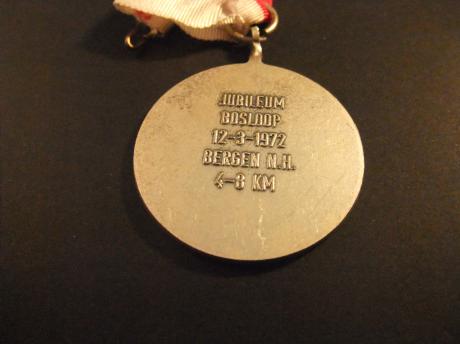 JUBILEUM
BOSLOOP
12-3-1972
BERGEN N.H.
4-8 KM